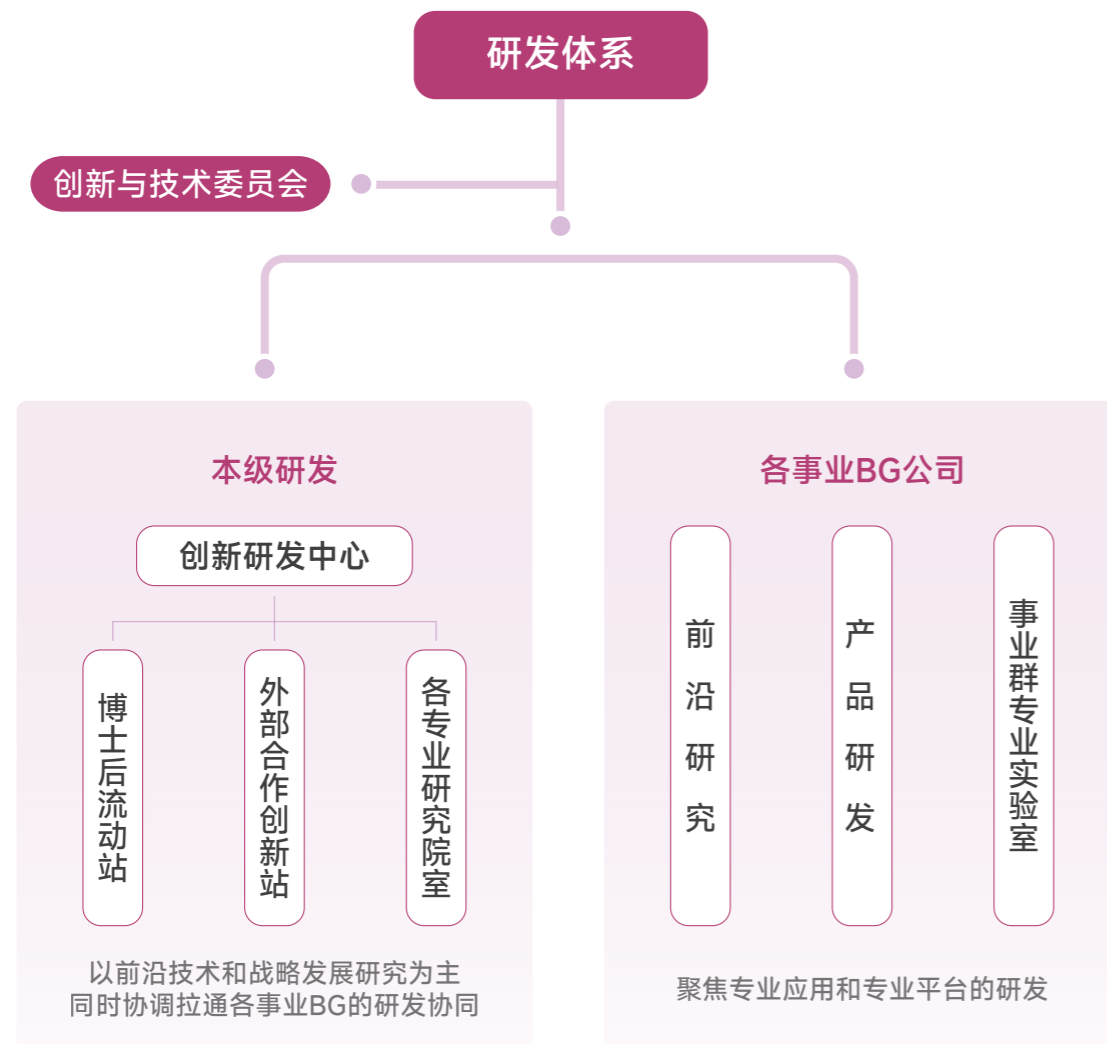 研发体系
创新与技术委员会
本级研发
创新研发中心
博士后流动站
外部合作创新站
各专业研究院室
以前沿技术和战略发展研究为主
同时协调拉通各事业BG的研发协同
各事业BG公司
前沿研究
产品研发
事业群专业实验室
聚焦专业应用和专业平台的研发